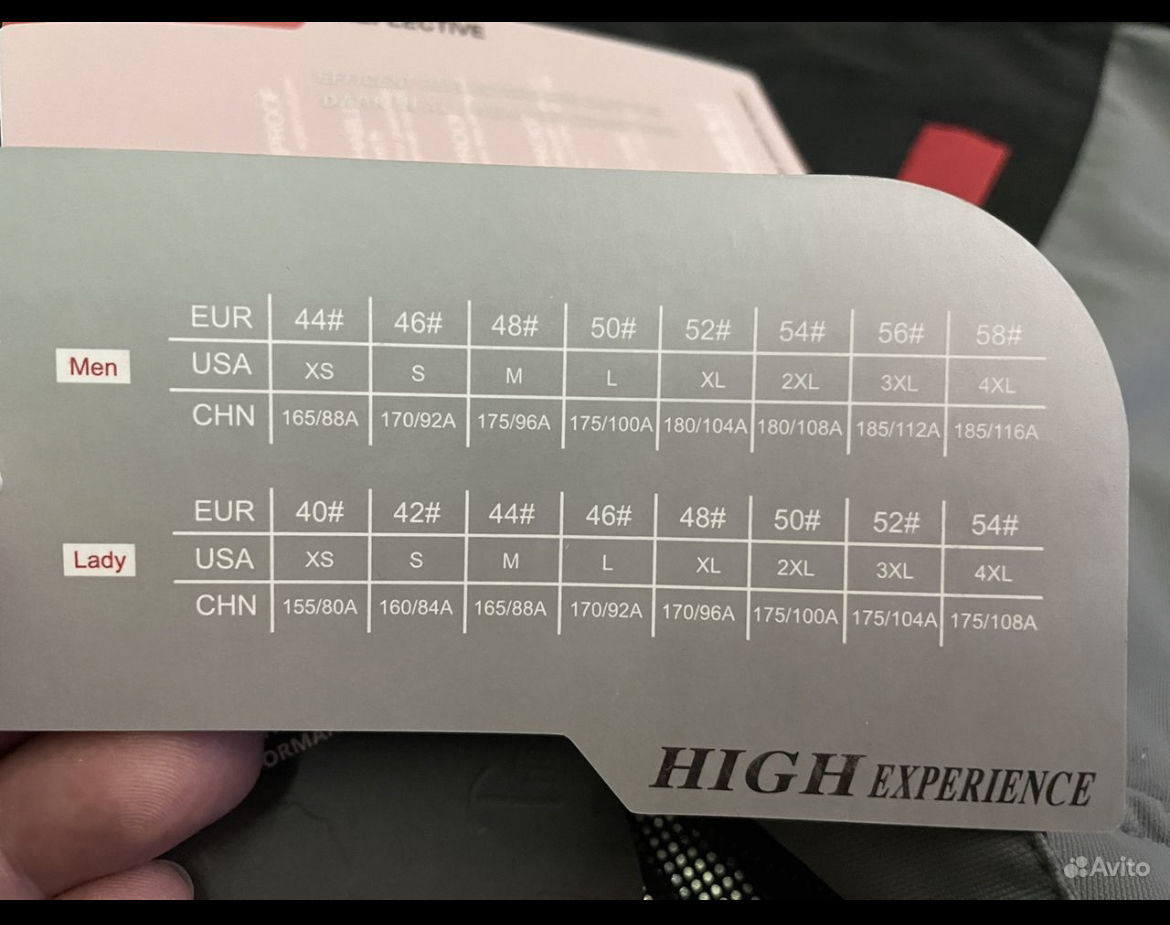 EUR 44# 46# 48# 50# 52# 54# 56# 58#
Men
USA XS S M L XL 2XL 3XL 4XL
CHN 165/88A 170/92A 175/96A 175/100A 180/104A 180/108A 185/112A 185/116A
EUR 40# 42# 44# 46# 48# 50# 52# 54#
Lady
USA XS S M L XL 2XL 3XL 4XL
CHN 155/80A 160/84A 165/88A 170/92A 170/96A 175/100A 175/104A 175/108A
HIGH EXPERIENCE
Avito